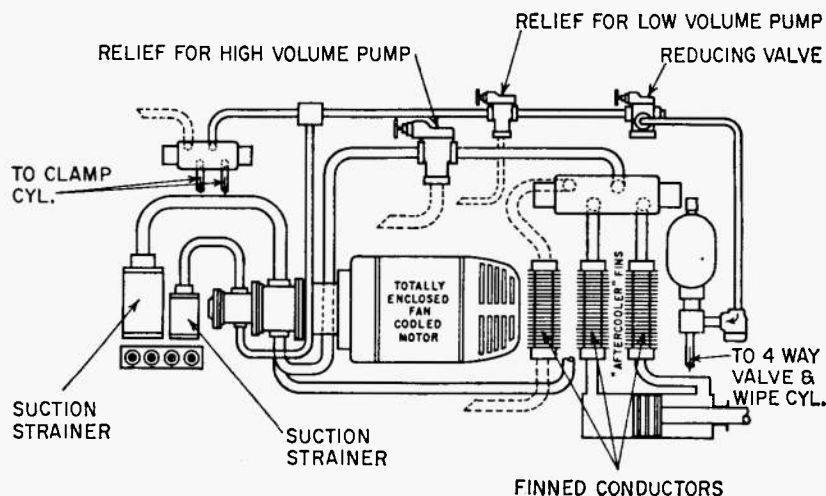 RELIEF FOR LOW VOLUME PUMP
RELIEF FOR HIGH VOLUME PUMP
REDUCING VALVE
TO CLAMP
CYL.
TOTALLY
ENCLOSED
FAN
COOLED
MOTOR
"AFTERCOOLER" FINS
TO 4 WAY
VALVE &
WIPE CYL.
SUCTION
STRAINER
SUCTION
STRAINER
FINNED CONDUCTORS